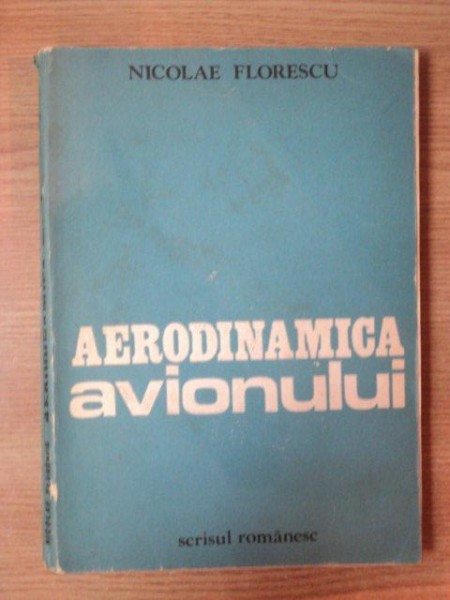 NICOLAE FLORESCU
AERODINAMICA
avionului
scrisul românesc